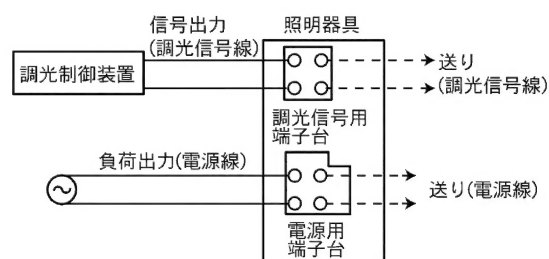 信号出力
(調光信号線)
照明器具
調光制御装置
送り
(調光信号線)
調光信号用
端子台
負荷出力(電源線)
送り(電源線)
電源用
端子台